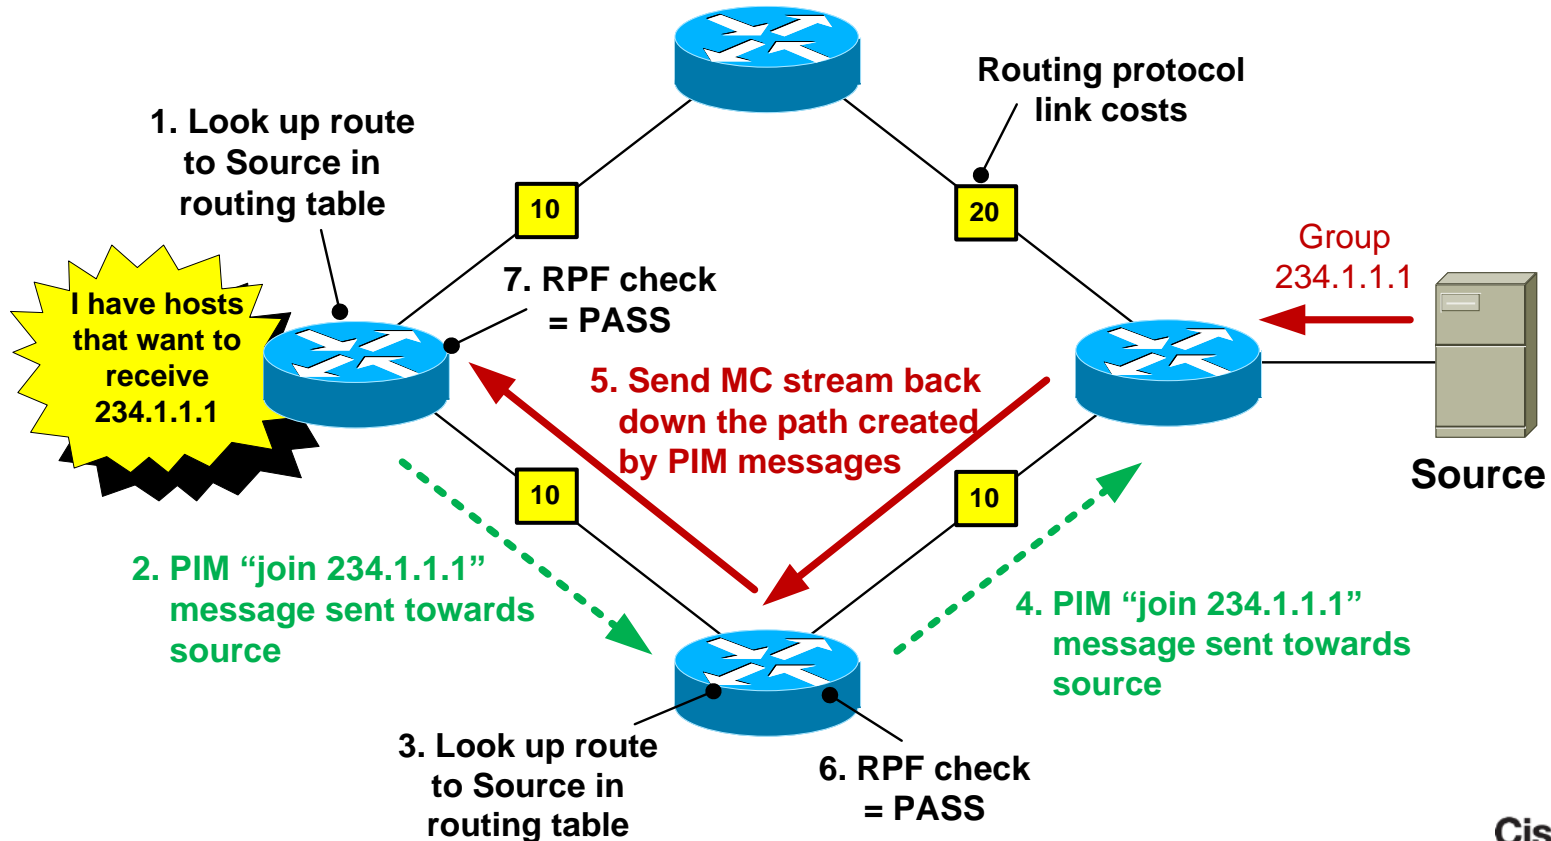 Routing protocol
link costs
1. Look up route
to Source in
routing table
10
20
Group
234.1.1.1
7. RPF check
= PASS
I have hosts
that want to
receive
234.1.1.1
5. Send MC stream back
down the path created
by PIM messages
Source
10
10
2. PIM “join 234.1.1.1”
message sent towards
source
4. PIM “join 234.1.1.1”
message sent towards
source
3. Look up route
to Source in
routing table
6. RPF check
= PASS
Cis